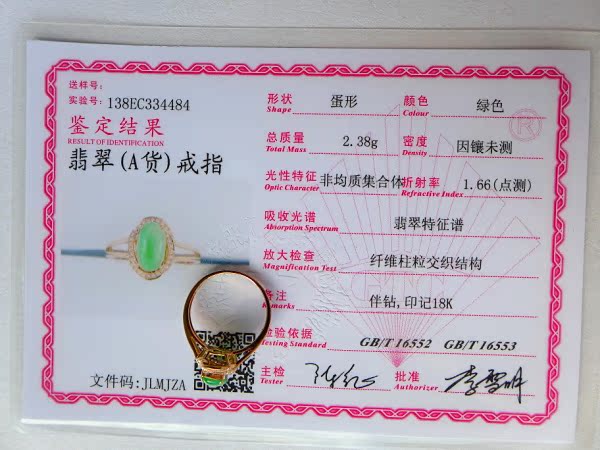 送样号:
实验号: 138EC334484
鉴定结果
RESULT OF IDENTIFICATION
翡翠(A货)戒指
文件码: JLMJZA
形状 蛋形 颜色 绿色
Shape Colour
总质量 2.38g 密度 因镶未测
Total Mass Density
光性特征 非均质集合体 折射率 1.66(点测)
Optic Character Refractive Index
吸收光谱 翡翠特征谱
Absorption Spectrum
放大检查 纤维柱粒交织结构
Magnification Test
备注 伴钻,印记18K
Remarks
检验依据 GB/T 16552 GB/T 16553
Testing Standard
主检 批准
Tester Authorizer
®